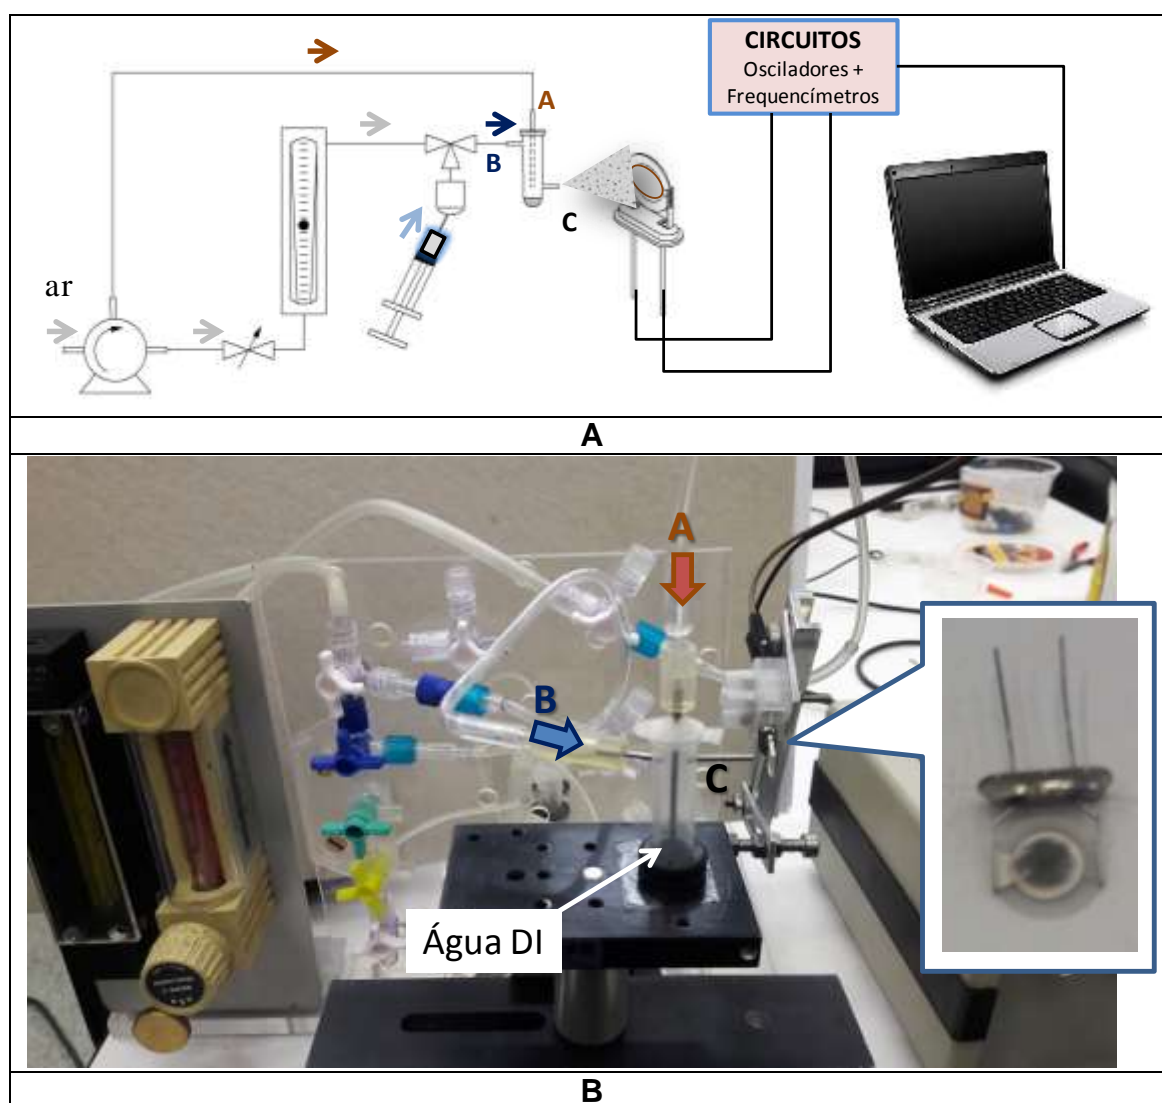 CIRCUITOS
Osciladores +
Frequencímetros
A
B
C
ar
A
A
B
C
Água DI
B